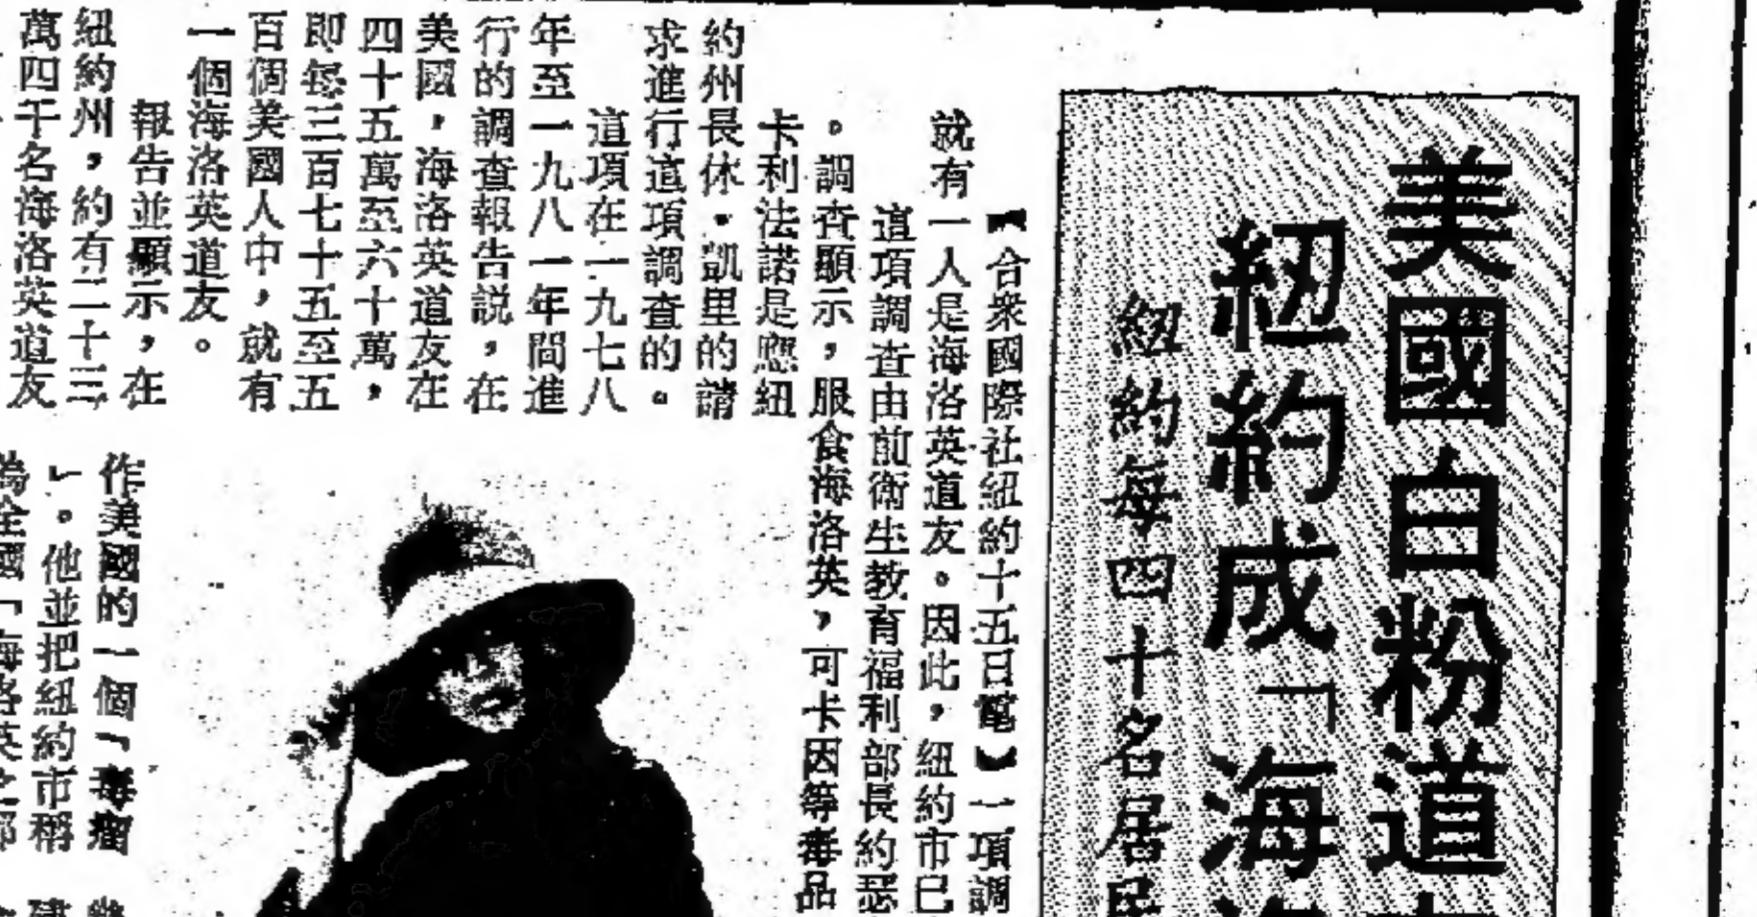 美國白粉道
紐約成「海
紐約每四十名居民
【合衆國際社紐約十五日電】一項調
就有一人是海洛英道友。因此，紐約市已
這項調查由前衛生教育福利部長約瑟
。調查顯示，服食海洛英，可卡因等毒品
卡利法諾是應紐
約州長休・凱里的請
求進行這項調查的。
這項在一九七八
年至一九八一年間進
行的調查報告説，在
美國，海洛英道友在
四十五萬至六十萬，
即每三百七十五至五
百個美國人中，就有
一個海洛英道友。
報告並顯示，在
紐約州，約有二十三
萬四千名海洛英道友
作美國的一個「毒瘤
」。他並把紐約市稱
爲全國「海洛英之都